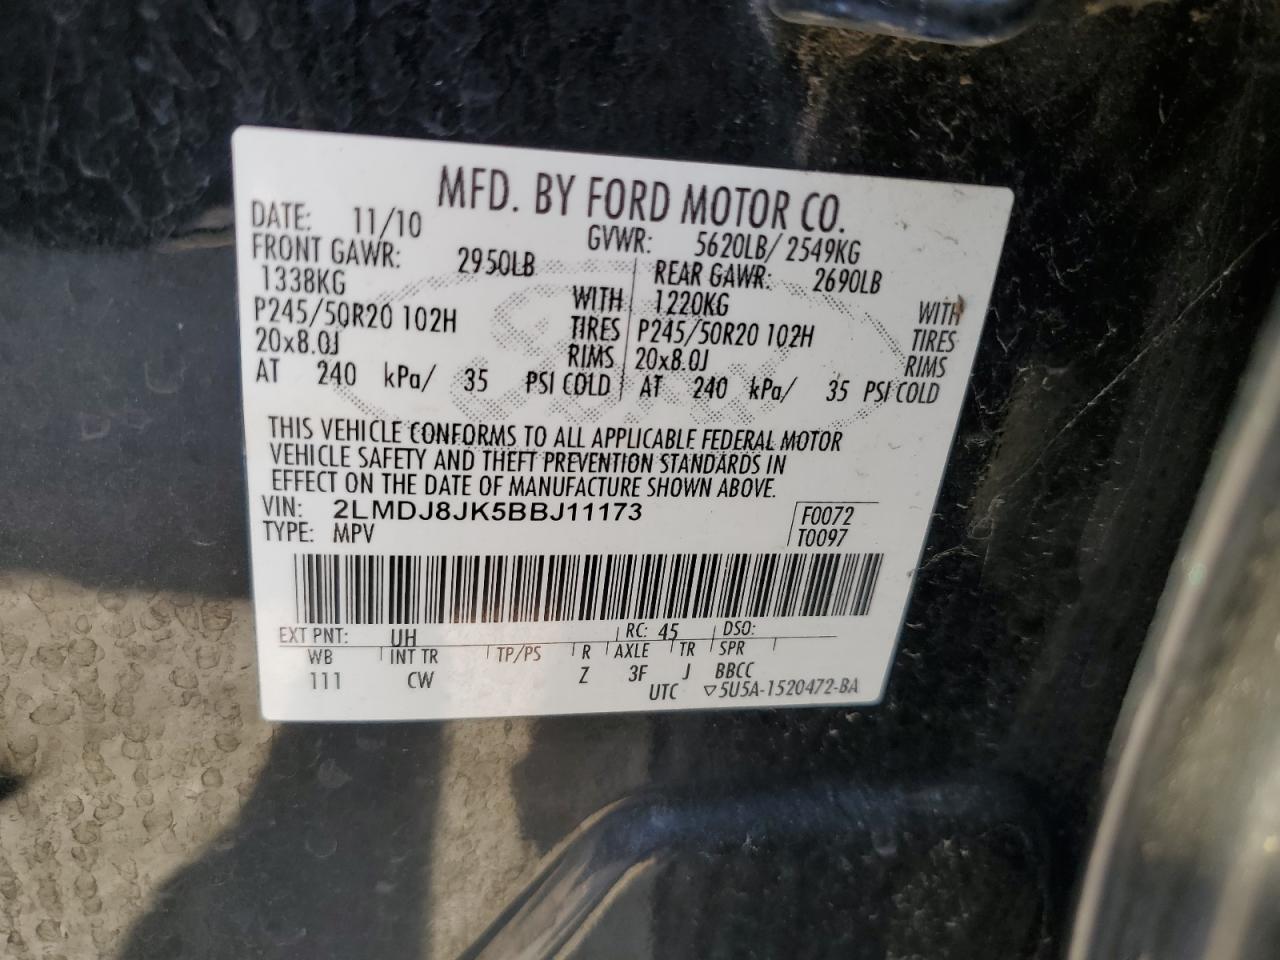 MFD. BY FORD MOTOR CO.
DATE: 11/10 GVWR: 5620LB/ 2549KG
FRONT GAWR: 2950LB REAR GAWR: 2690LB
1338KG WITH 1220KG WITH
P245/50R20 102H TIRES P245/50R20 102H TIRES
20x8.0J RIMS 20x8.0J RIMS
AT 240 kPa/ 35 PSI COLD AT 240 kPa/ 35 PSI COLD
THIS VEHICLE CONFORMS TO ALL APPLICABLE FEDERAL MOTOR
VEHICLE SAFETY AND THEFT PREVENTION STANDARDS IN
EFFECT ON THE DATE OF MANUFACTURE SHOWN ABOVE.
VIN: 2LMDJ8JK5BBJ11173 F0072
TYPE: MPV T0097
EXT PNT: UH RC: 45 DSO:
WB INT TR TP/PS R AXLE TR SPR
111 CW Z 3F J BBCC
UTC ▽5U5A-1520472-BA